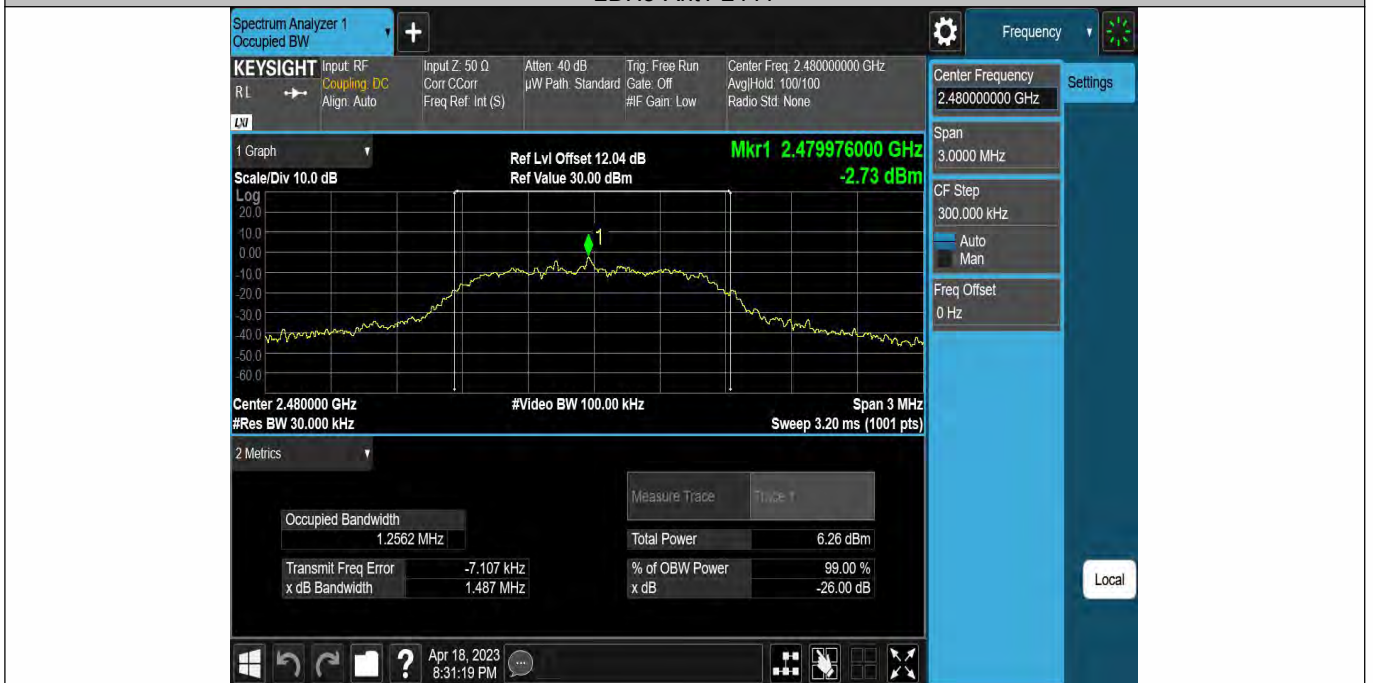 Spectrum Analyzer 1
Occupied BW
Frequency
KEYSIGHT
RL
LXI
Input: RF
Coupling: DC
Align: Auto
Input Z: 50 Ω
Corr CCorr
Freq Ref: Int (S)
Atten: 40 dB
µW Path: Standard
Trig: Free Run
Gate: Off
#IF Gain: Low
Center Freq: 2.480000000 GHz
Avg|Hold: 100/100
Radio Std: None
Center Frequency
2.480000000 GHz
Settings
Span
3.0000 MHz
CF Step
300.000 kHz
Auto
Man
Freq Offset
0 Hz
Local
1 Graph
Scale/Div 10.0 dB
Ref Lvl Offset 12.04 dB
Ref Value 30.00 dBm
Mkr1 2.479976000 GHz
-2.73 dBm
Log
20.0
10.0
0.00
-10.0
-20.0
-30.0
-40.0
-50.0
-60.0
1
Center 2.480000 GHz
#Video BW 100.00 kHz
Span 3 MHz
#Res BW 30.000 kHz
Sweep 3.20 ms (1001 pts)
2 Metrics
Measure Trace
Trace 1
Occupied Bandwidth
1.2562 MHz
Total Power
6.26 dBm
Transmit Freq Error
-7.107 kHz
% of OBW Power
99.00 %
x dB Bandwidth
1.487 MHz
x dB
-26.00 dB
?
Apr 18, 2023
8:31:19 PM